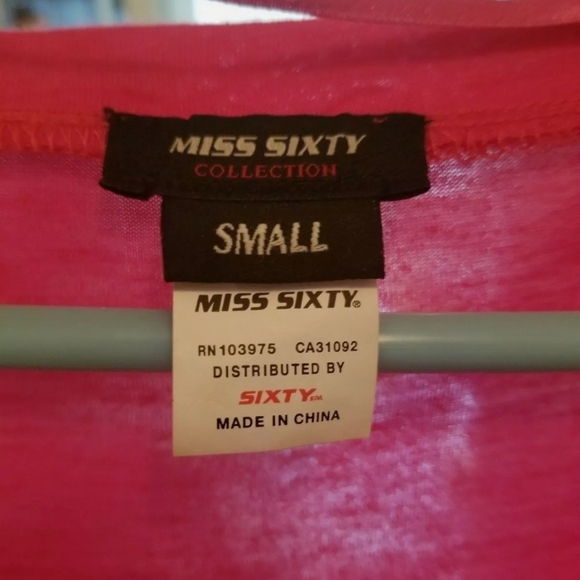 MISS SIXTY
COLLECTION
SMALL
MISS SIXTY®
RN103975 CA31092
DISTRIBUTED BY
SIXTY
MADE IN CHINA